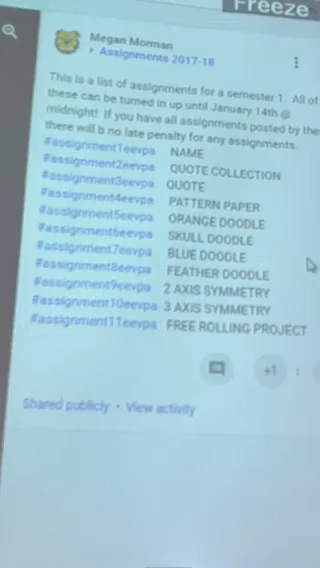 Freeze
Megan Morman
Assignments 2017-18
This is a list of assignments for a semester 1. All of
these can be turned in up until January 14th @
midnight! If you have all assignments posted by the
there will b no late penalty for any assignments.
#assignment1eevpa NAME
#assignment2eevpa QUOTE COLLECTION
#assignment3eevpa QUOTE
#assignment4eevpa PATTERN PAPER
#assignment5eevpa ORANGE DOODLE
#assignment6eevpa SKULL DOODLE
#assignment7eevpa BLUE DOODLE
#assignment8eevpa FEATHER DOODLE
#assignment9eevpa 2 AXIS SYMMETRY
#assignment10eevpa 3 AXIS SYMMETRY
#assignment11eevpa FREE ROLLING PROJECT
+1
Shared publicly • View activity